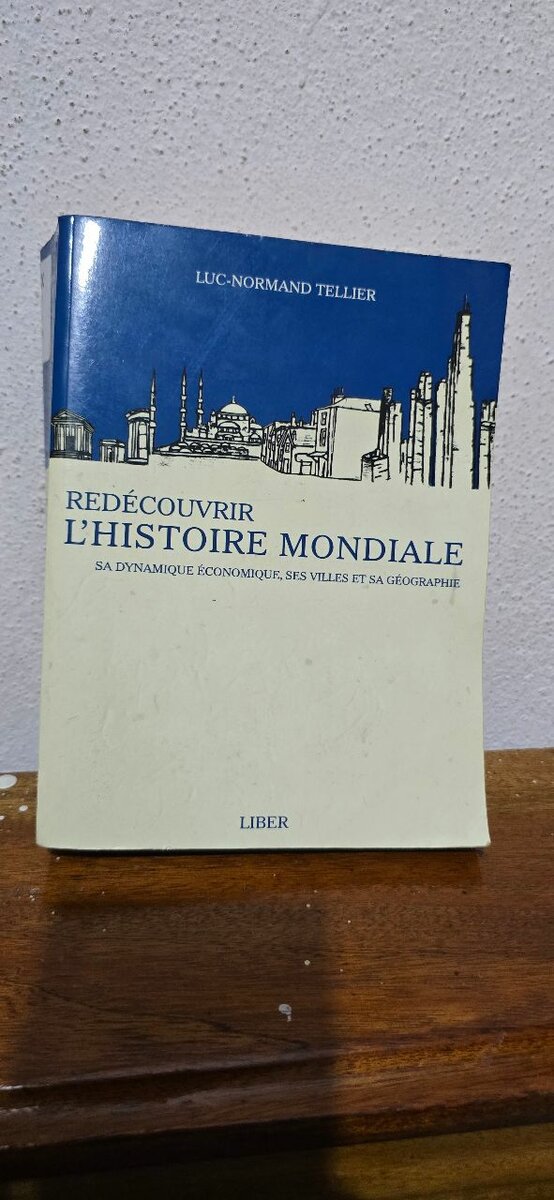 LUC-NORMAND TELLIER
REDÉCOUVRIR
L'HISTOIRE MONDIALE
SA DYNAMIQUE ÉCONOMIQUE, SES VILLES ET SA GÉOGRAPHIE
LIBER